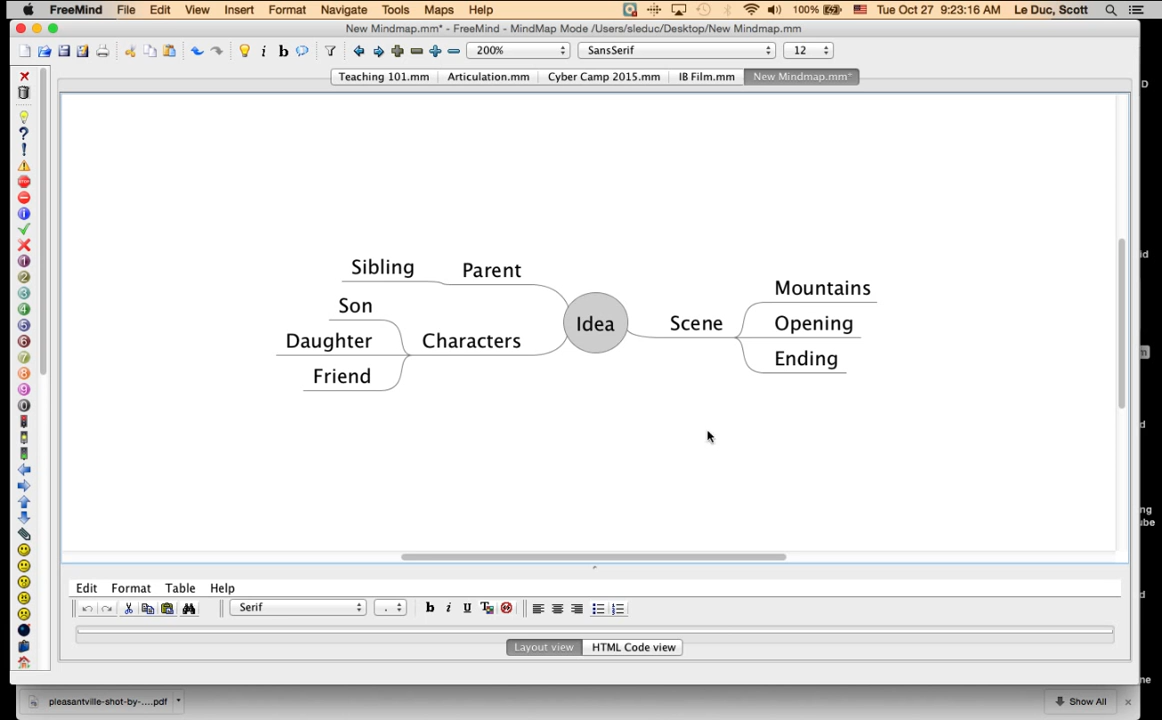 FreeMind File Edit View Insert Format Navigate Tools Maps Help 100% Tue Oct 27 9:23:16 AM Le Duc, Scott
New Mindmap.mm* - FreeMind - MindMap Mode /Users/sleduc/Desktop/New Mindmap.mm
200% SansSerif 12
Teaching 101.mm Articulation.mm Cyber Camp 2015.mm IB Film.mm New Mindmap.mm*
Sibling Parent
Son
Daughter Characters
Friend
Idea
Scene
Mountains
Opening
Ending
Edit Format Table Help
Serif
Layout view HTML Code view
pleasantville-shot-by-....pdf Show All